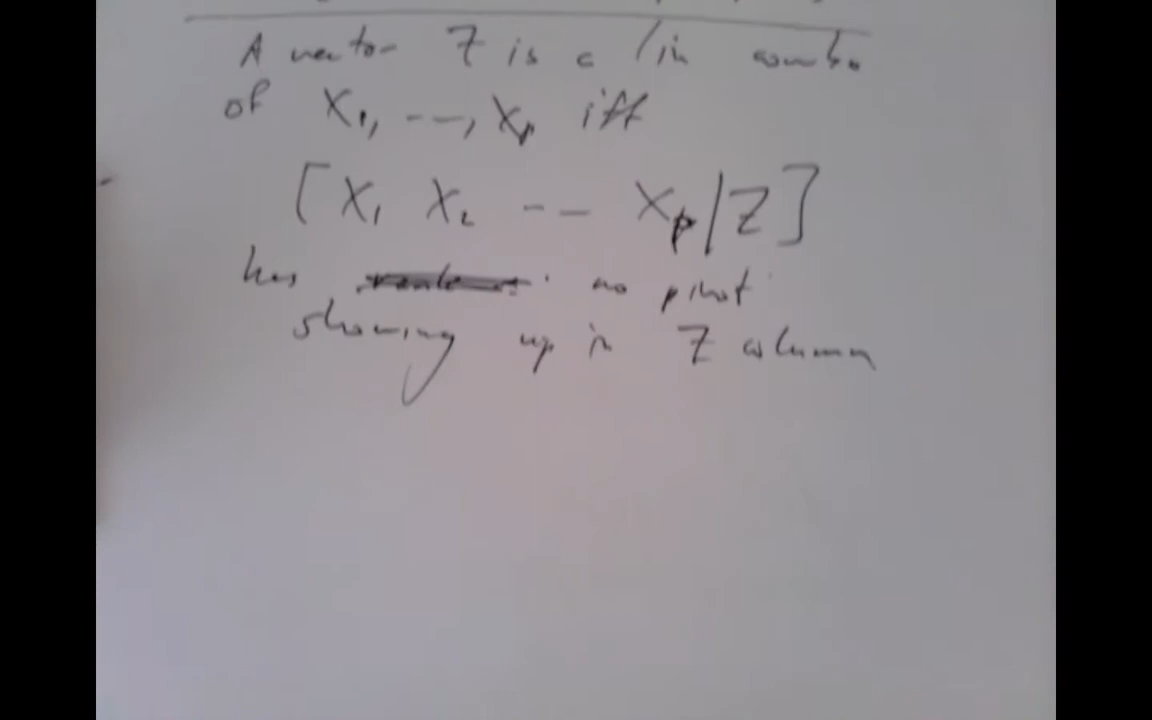 A vector Z is a lin combo
of X1, ---, Xp iff
[X1 X2 -- Xp | Z]
has no pivot
showing up in Z column